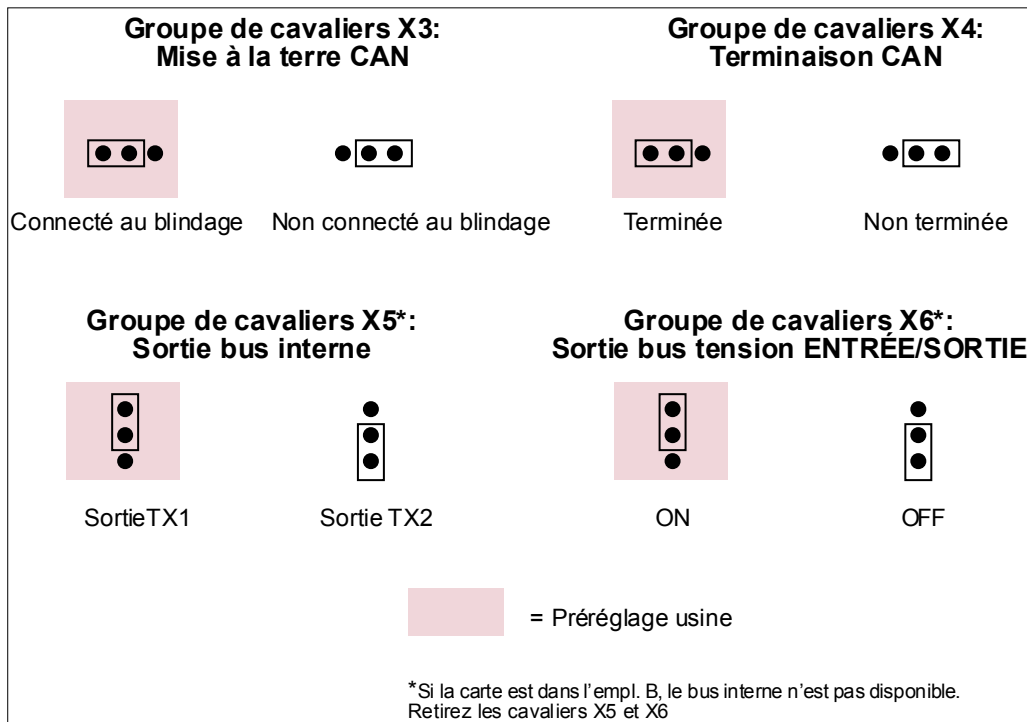 Groupe de cavaliers X3:
Mise à la terre CAN
Groupe de cavaliers X4:
Terminaison CAN
Connecté au blindage
Non connecté au blindage
Terminée
Non terminée
Groupe de cavaliers X5*:
Sortie bus interne
Groupe de cavaliers X6*:
Sortie bus tension ENTRÉE/SORTIE
SortieTX1
Sortie TX2
ON
OFF
= Préréglage usine
*Si la carte est dans l'empl. B, le bus interne n'est pas disponible.
Retirez les cavaliers X5 et X6